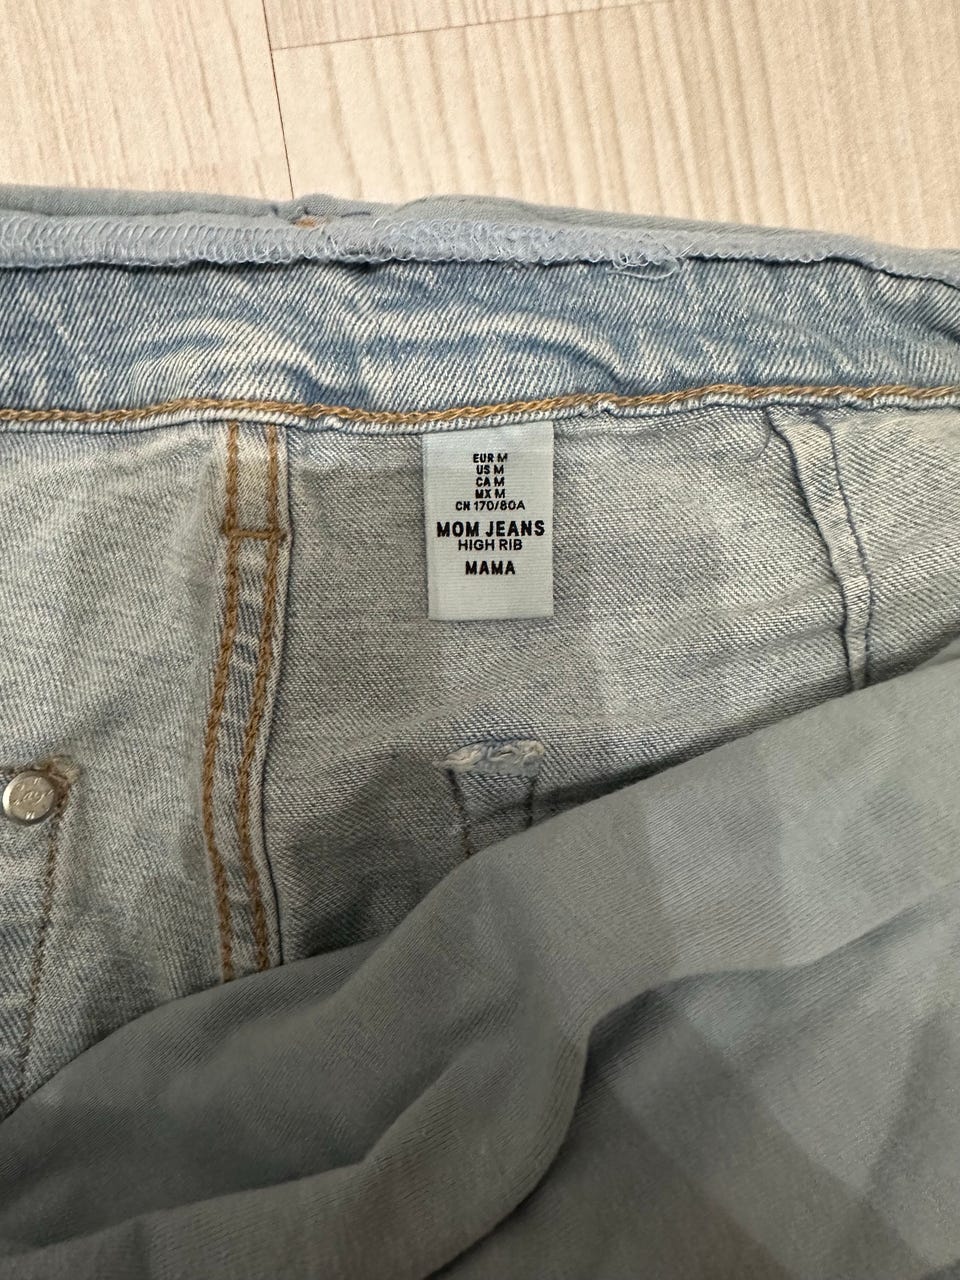 EUR M
US M
CA M
MX M
CN 170/80A
MOM JEANS
HIGH RIB
MAMA